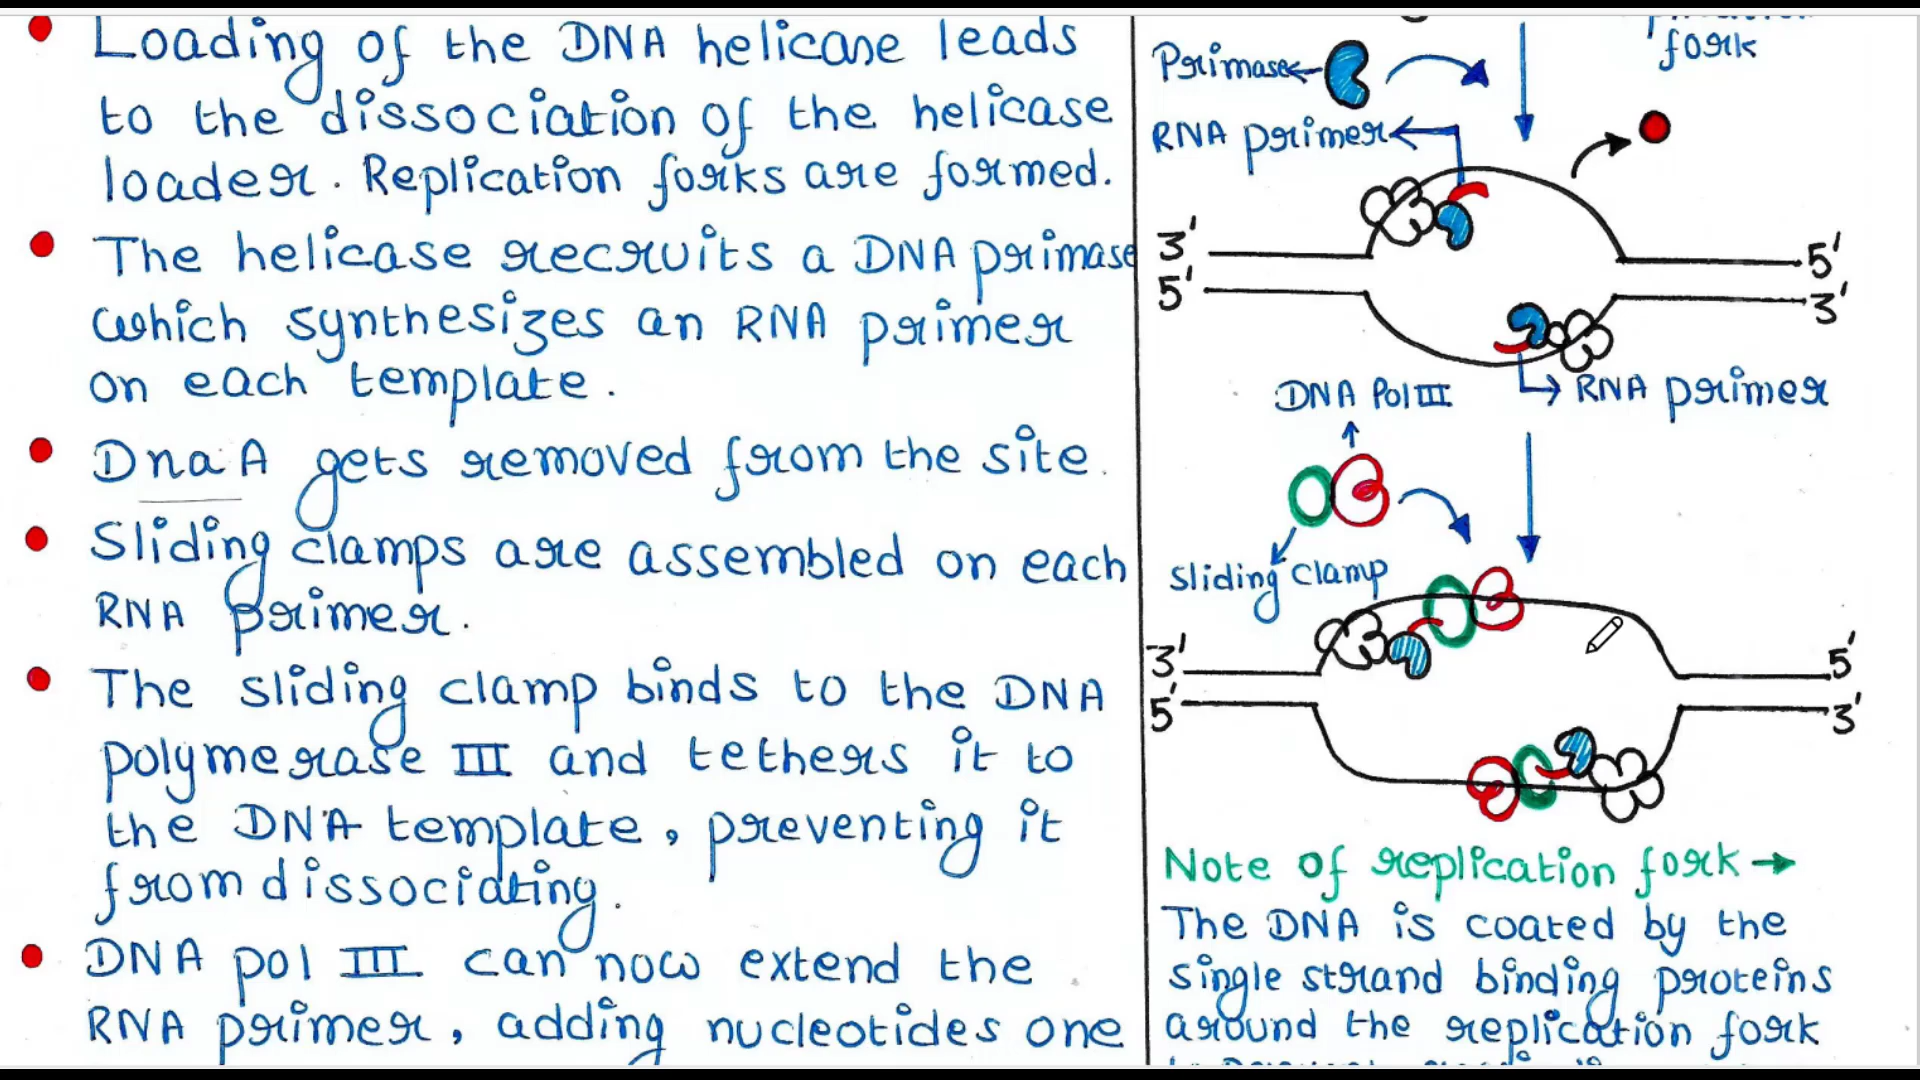 Loading of the DNA helicase leads
to the dissociation of the helicase
loader. Replication forks are formed.
The helicase recruits a DNA primase
which synthesizes an RNA primer
on each template.
DnaA gets removed from the site.
Sliding clamps are assembled on each
RNA primer.
The sliding clamp binds to the DNA
polymerase III and tethers it to
the DNA template, preventing it
from dissociating.
DNA pol III can now extend the
RNA primer, adding nucleotides one
fork
Primase
RNA primer
3' 5'
5' 3'
DNA Pol III
RNA primer
Sliding clamp
3' 5'
5' 3'
Note of replication fork →
The DNA is coated by the
single strand binding proteins
around the replication fork